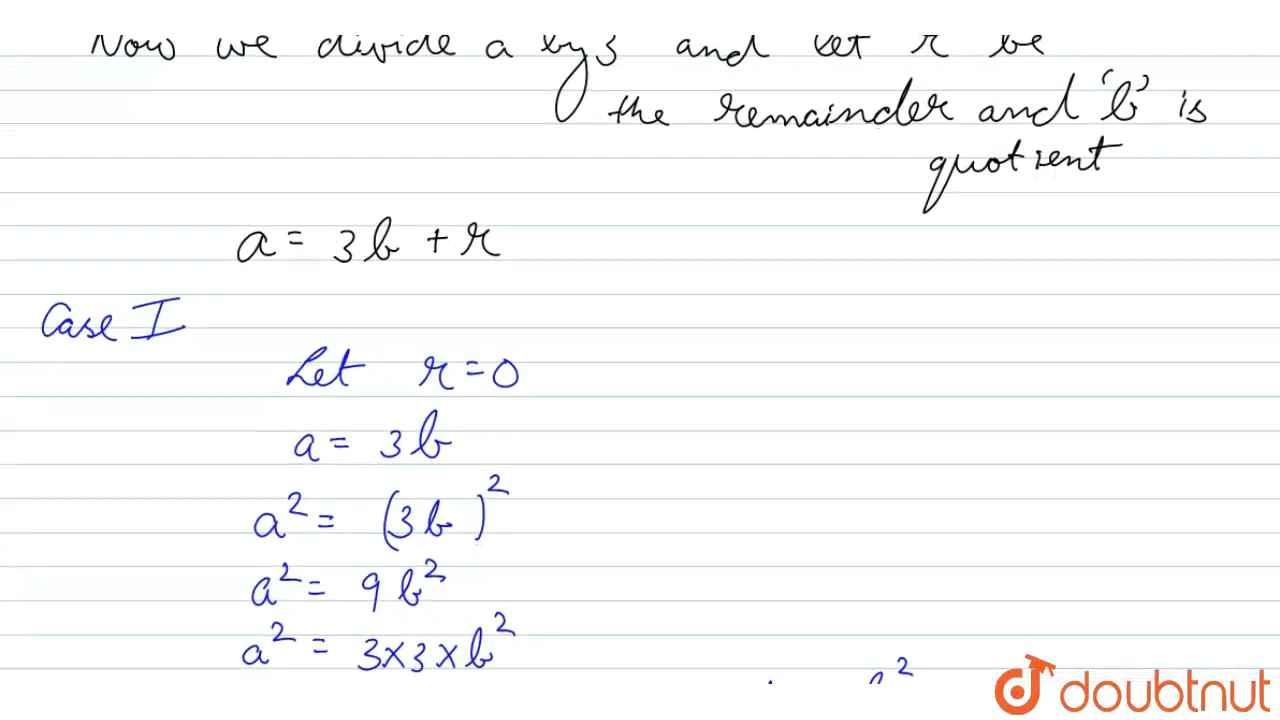 Now we divide a by 3 and let r be
the remainder and 'b' is
quotient
a = 3b + r
Case I
Let r = 0
a = 3b
a² = (3b)²
a² = 9b²
a² = 3×3×b²
doubtnut